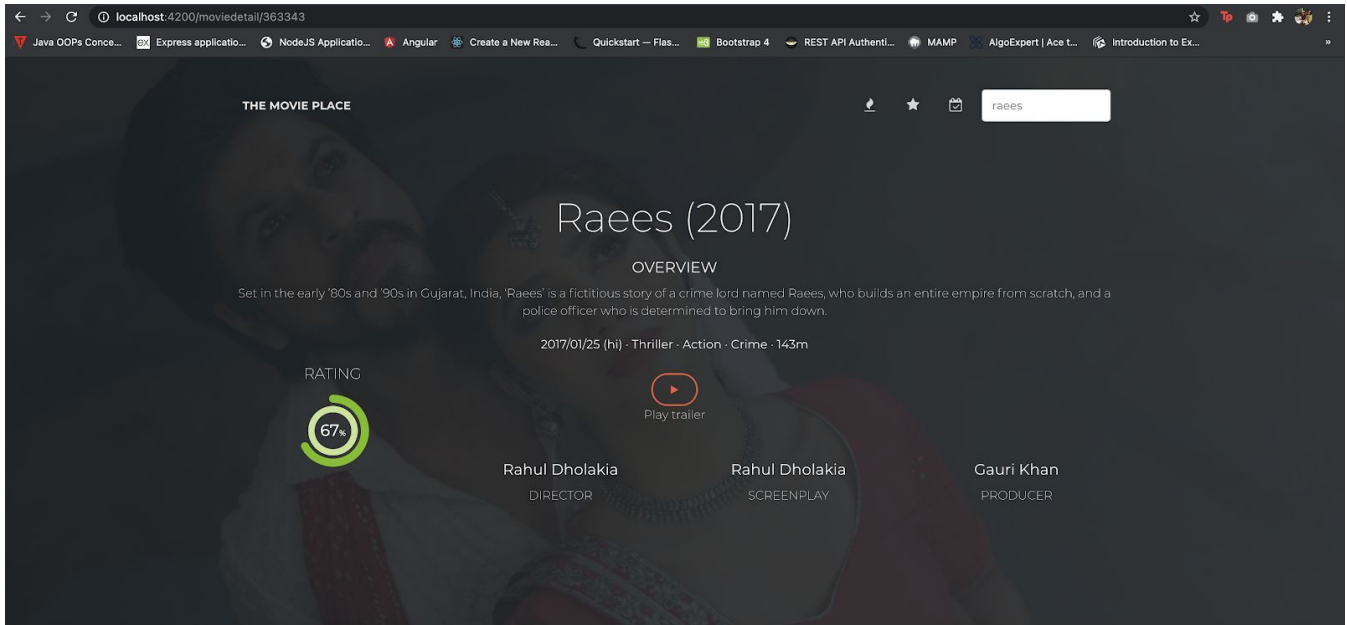 localhost:4200/moviedetail/363343
Tp
Java OOPs Conce... ex Express applicatio... NodeJS Applicatio... Angular Create a New Rea... Quickstart — Flas... Bootstrap 4 REST API Authenti... MAMP AlgoExpert | Ace t... Introduction to Ex... »
THE MOVIE PLACE raees
Raees (2017)
OVERVIEW
Set in the early '80s and '90s in Gujarat, India, 'Raees' is a fictitious story of a crime lord named Raees, who builds an entire empire from scratch, and a
police officer who is determined to bring him down.
2017/01/25 (hi) · Thriller · Action · Crime · 143m
RATING
67%
Play trailer
Rahul Dholakia Rahul Dholakia Gauri Khan
DIRECTOR SCREENPLAY PRODUCER